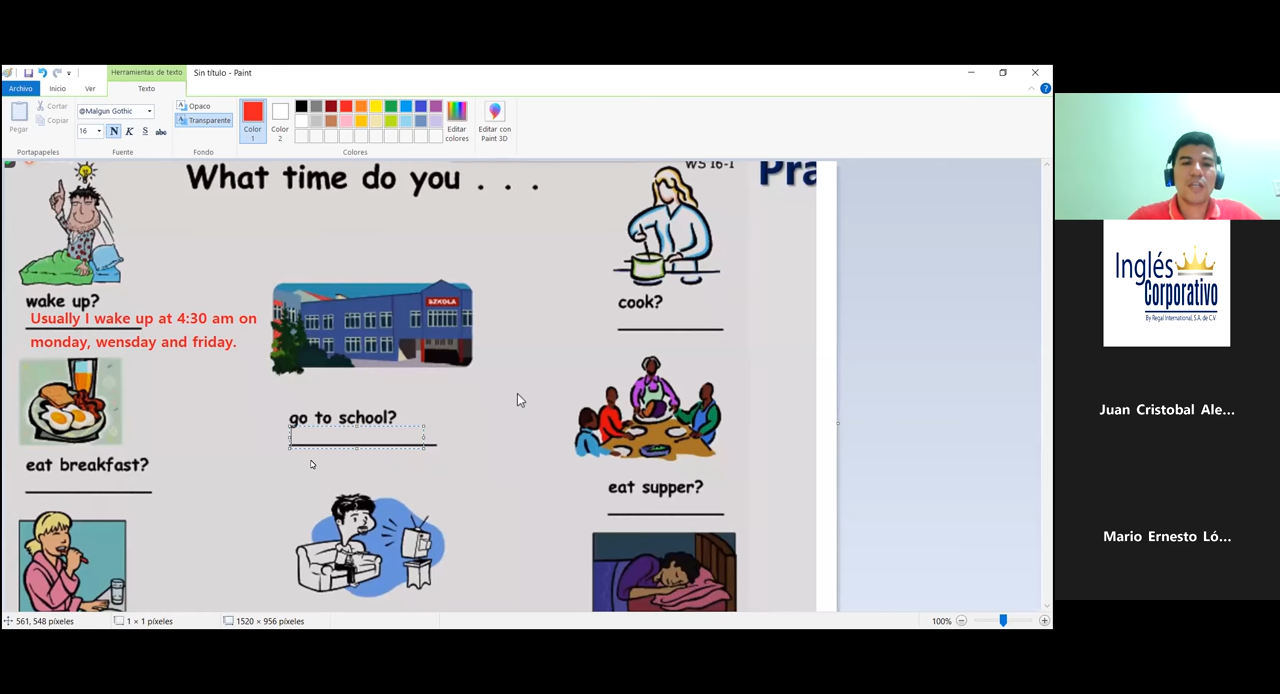 Herramientas de texto
Sin título - Paint
Archivo
Inicio
Ver
Texto
Pegar
Cortar
Copiar
Portapapeles
@Malgun Gothic
16
N K S abc
Fuente
Opaco
Transparente
Fondo
Color 1
Color 2
Editar colores
Editar con Paint 3D
Colores
WS 16-1
Pra
What time do you . . .
wake up?
Usually I wake up at 4:30 am on
monday, wensday and friday.
SZKOŁA
cook?
go to school?
eat breakfast?
eat supper?
561, 548 píxeles
1 × 1 píxeles
1520 × 956 píxeles
100%
Inglés
Corporativo
By Regal International, S.A. de C.V.
Juan Cristobal Ale...
Mario Ernesto Ló...